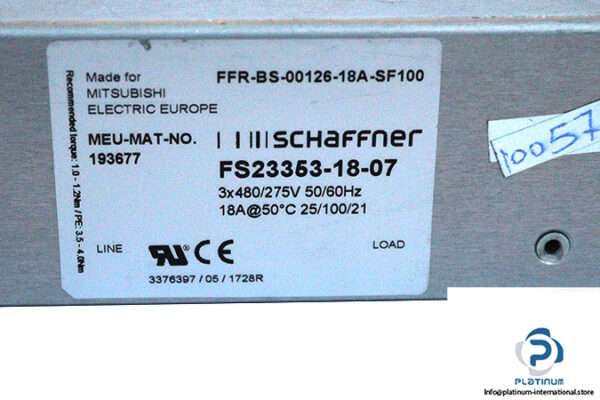 Made for
MITSUBISHI
ELECTRIC EUROPE
FFR-BS-00126-18A-SF100
MEU-MAT-NO.
193677
SCHAFFNER
FS23353-18-07
3x480/275V 50/60Hz
18A@50°C 25/100/21
LINE
LOAD
3376397 / 05 / 1728R
Recommended torque: 1.0 - 1.2Nm / PE: 3.5 - 4.0Nm
10057
PLATINUM
Info@platinum-international.store